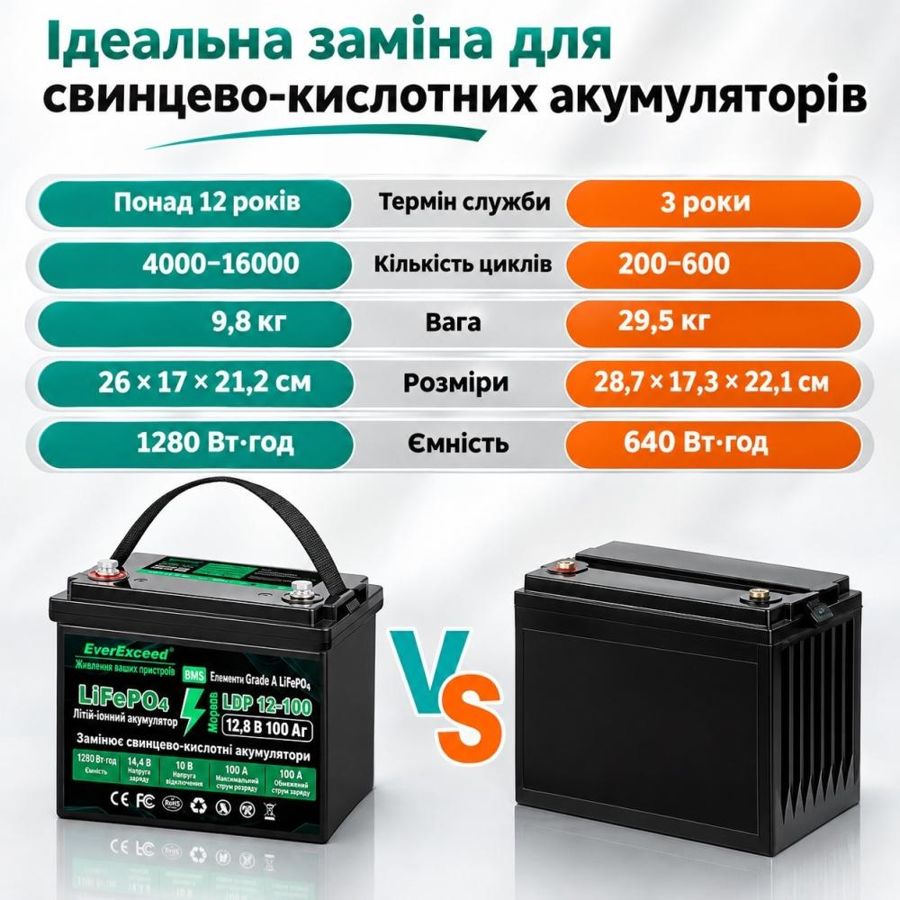 Ідеальна заміна для
свинцево-кислотних акумуляторів
Понад 12 років Термін служби 3 роки
4000–16000 Кількість циклів 200–600
9,8 кг Вага 29,5 кг
26 × 17 × 21,2 см Розміри 28,7 × 17,3 × 22,1 см
1280 Вт·год Ємність 640 Вт·год
EverExceed®
Живлення ваших пристроїв
BMS Елементи Grade A LiFePO₄
LiFePO₄
Літій-іонний акумулятор
Морвав
LDP 12-100
12,8 В 100 Аг
Замінює свинцево-кислотні акумулятори
1280 Вт·год
Ємність
14,4 В
Напруга
заряду
10 В
Напруга
відключення
100 А
Максимальний
струм розряду
100 А
Обмежений
струм заряду
CE FC RoHS
VS